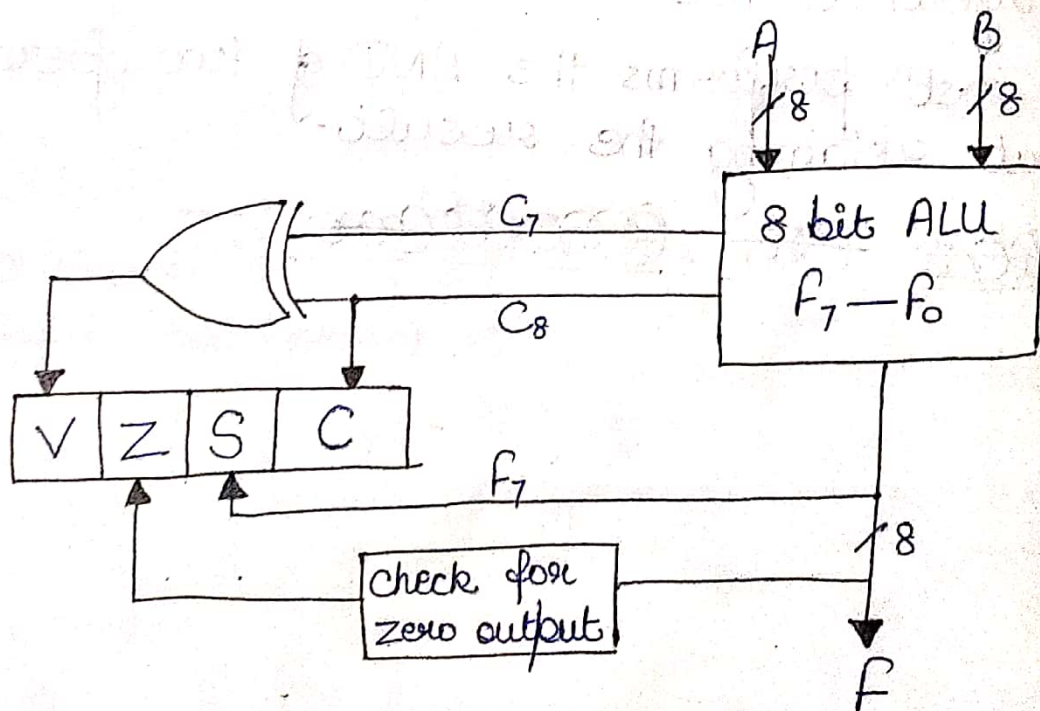 A
B
8
8
8 bit ALU
F₇ — F₀
C₇
C₈
V Z S C
F₇
8
check for
zero output
F